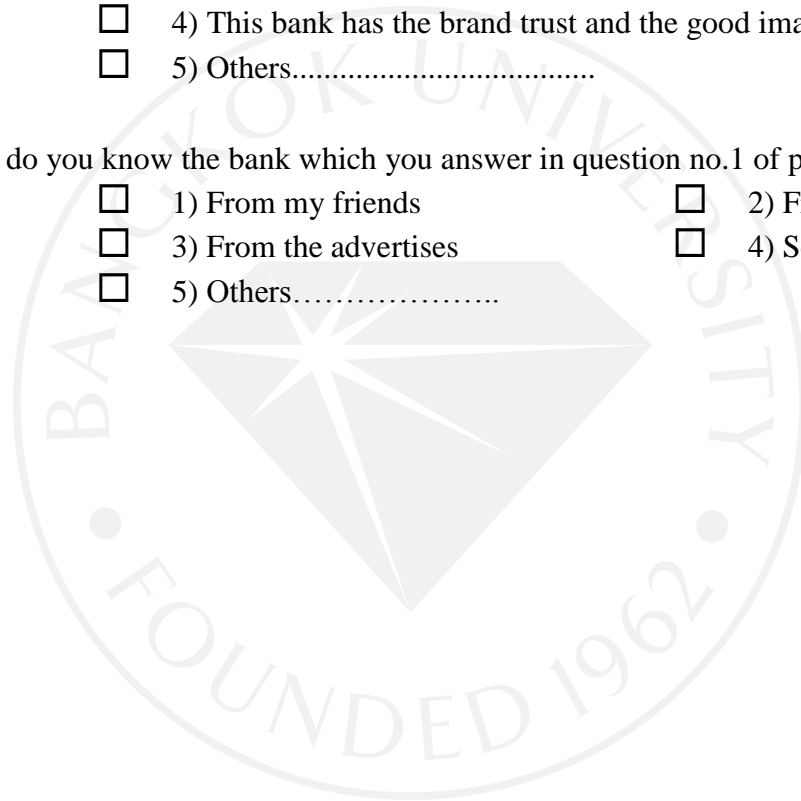 ☐ 4) This bank has the brand trust and the good
☐ 5) Others................................
do you know the bank which you answer in question no.1 of
☐ 1) From my friends ☐ 2)
☐ 3) From the advertises ☐ 4)
☐ 5) Others………………..
BANGKOK UNIVERSITY
FOUNDED 1962